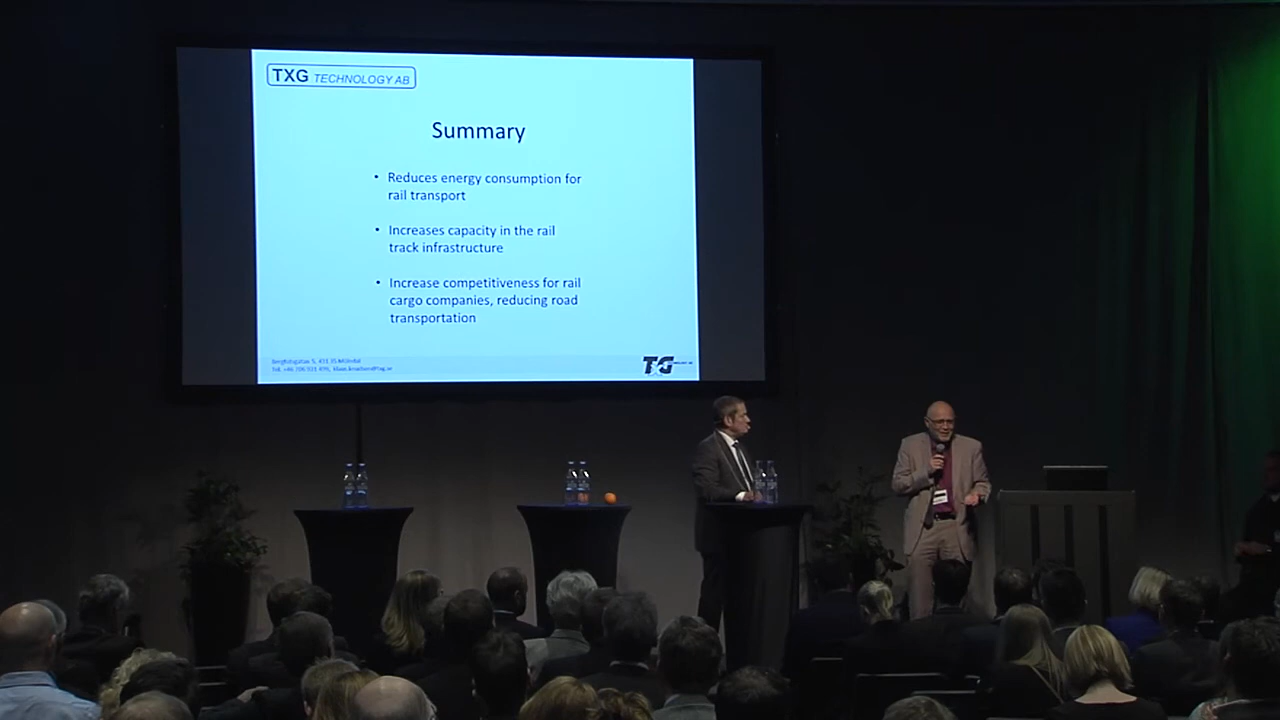 TXG TECHNOLOGY AB
Summary
• Reduces energy consumption for
rail transport
• Increases capacity in the rail
track infrastructure
• Increase competitiveness for rail
cargo companies, reducing road
transportation
TXG